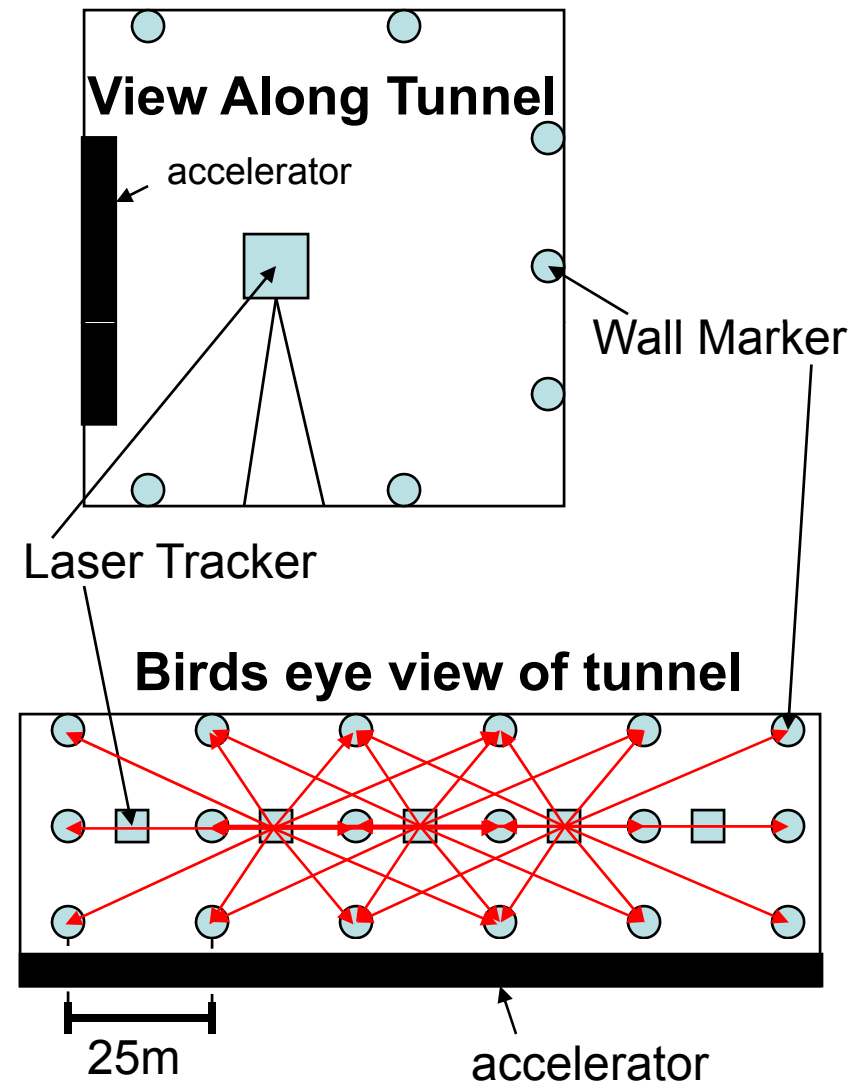 View Along Tunnel
accelerator
Wall Marker
Laser Tracker
Birds eye view of tunnel
25m
accelerator